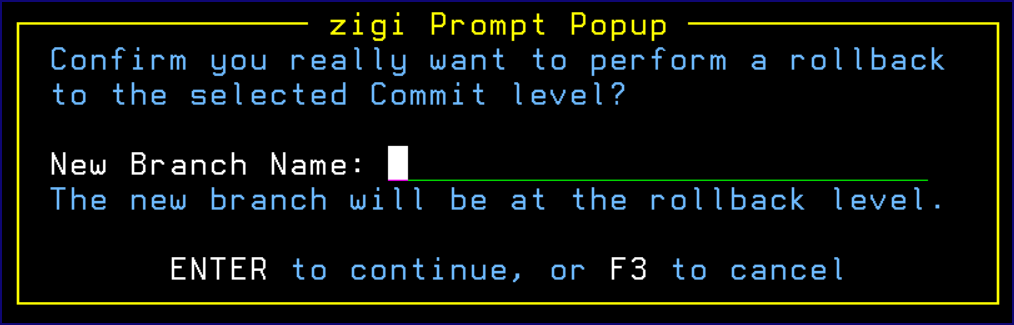 zigi Prompt Popup
Confirm you really want to perform a rollback
to the selected Commit level?
New Branch Name:
The new branch will be at the rollback level.
ENTER to continue, or F3 to cancel